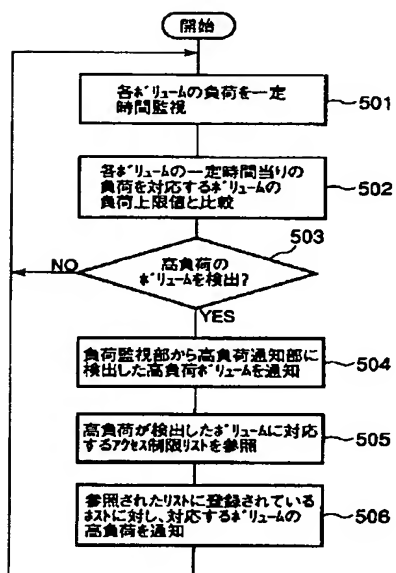 開始
各ボリュームの負荷を一定
時間監視
501
各ボリュームの一定時間当りの
負荷を対応するボリュームの
負荷上限値と比較
502
503
高負荷の
ボリュームを検出?
NO
YES
負荷監視部から高負荷通知部に
検出した高負荷ボリュームを通知
504
高負荷が検出したボリュームに対応
するアクセス制限リストを参照
505
参照されたリストに登録されている
ホストに対し、対応するボリュームの
高負荷を通知
506